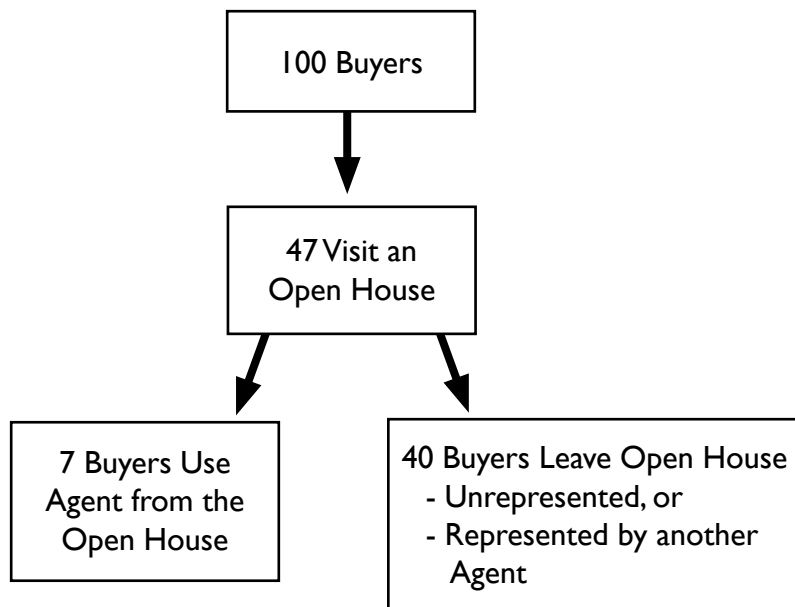 100 Buyers
47 Visit an
Open House
7 Buyers Use
Agent from the
Open House
40 Buyers Leave Open House
- Unrepresented, or
- Represented by another
Agent